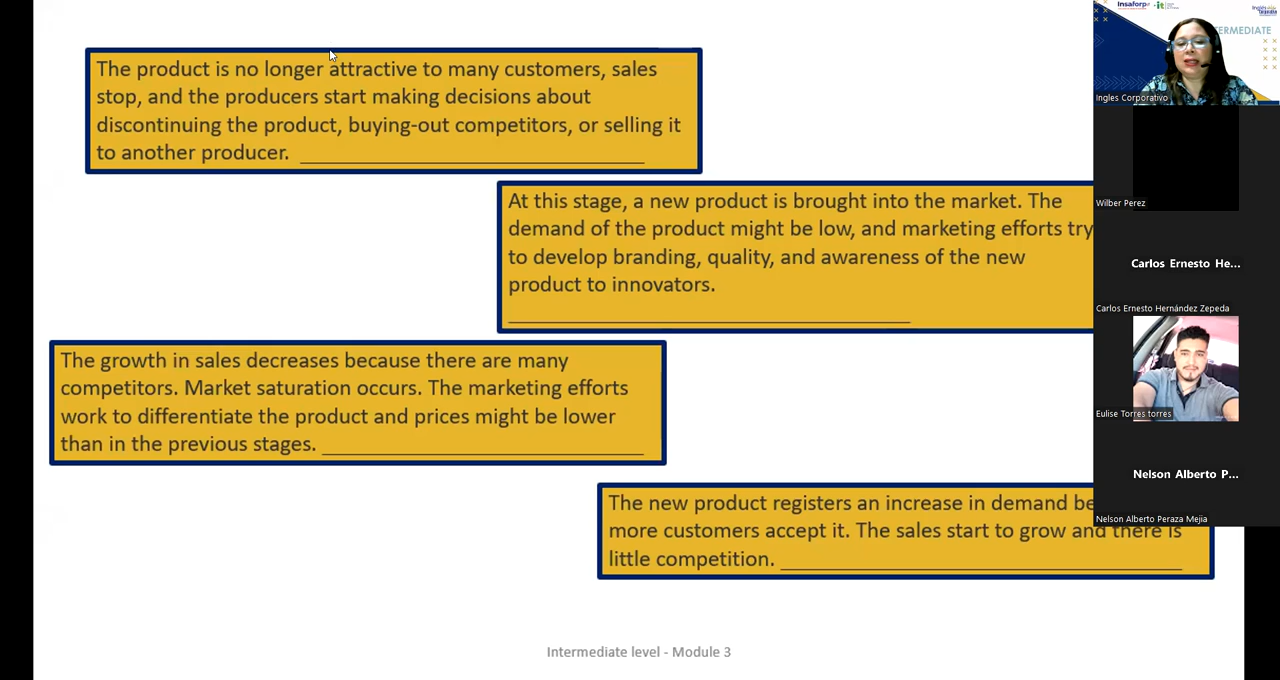 The product is no longer attractive to many customers, sales
stop, and the producers start making decisions about
discontinuing the product, buying-out competitors, or selling it
to another producer. ___________________________________
At this stage, a new product is brought into the market. The
demand of the product might be low, and marketing efforts try
to develop branding, quality, and awareness of the new
product to innovators.
_________________________________________
The growth in sales decreases because there are many
competitors. Market saturation occurs. The marketing efforts
work to differentiate the product and prices might be lower
than in the previous stages. _________________________________
The new product registers an increase in demand
more customers accept it. The sales start to grow and there is
little competition. _________________________________________
Intermediate level - Module 3
Insaforp
ERMEDIATE
Ingles Corporativo
Wilber Perez
Carlos Ernesto He...
Carlos Ernesto Hernández Zepeda
Eulise Torres torres
Nelson Alberto P...
Nelson Alberto Peraza Mejia